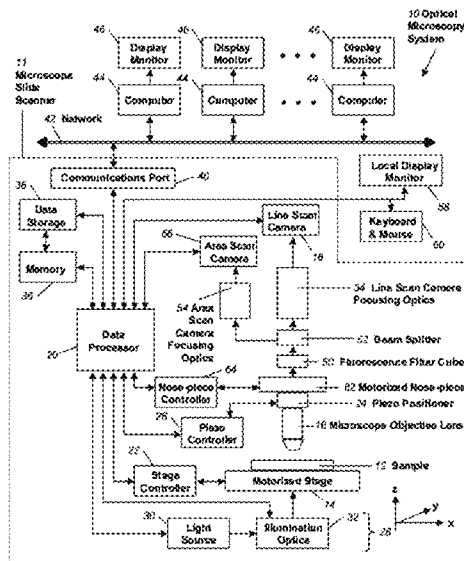 10 Optical
Microscopy
System
46
Display
Monitor
46
Display
Monitor
46
Display
Monitor
11
Microscope
Slide
Scanner
44
Computer
44
Computer
44
Computer
42 Network
Communications Port
40
Local Display
Monitor
58
Keyboard
& Mouse
60
36
Data
Storage
Memory
Line Scan
Camera
18
56
Area Scan
Camera
54 Area
Scan
Camera
Focusing
Optics
34 Line Scan
Camera
Focusing
Optics
52 Beam Splitter
50 Fluorescence Filter Cube
62 Motorized Nose-piece
24 Piezo Positioner
16 Microscope Objective Lens
Data
Processor
20
64
Nose-piece
Controller
26
Piezo
Controller
22
Stage
Controller
12 Sample
Motorized Stage
14
30
Light
Source
Illumination
Optics
32
28
z
y
x